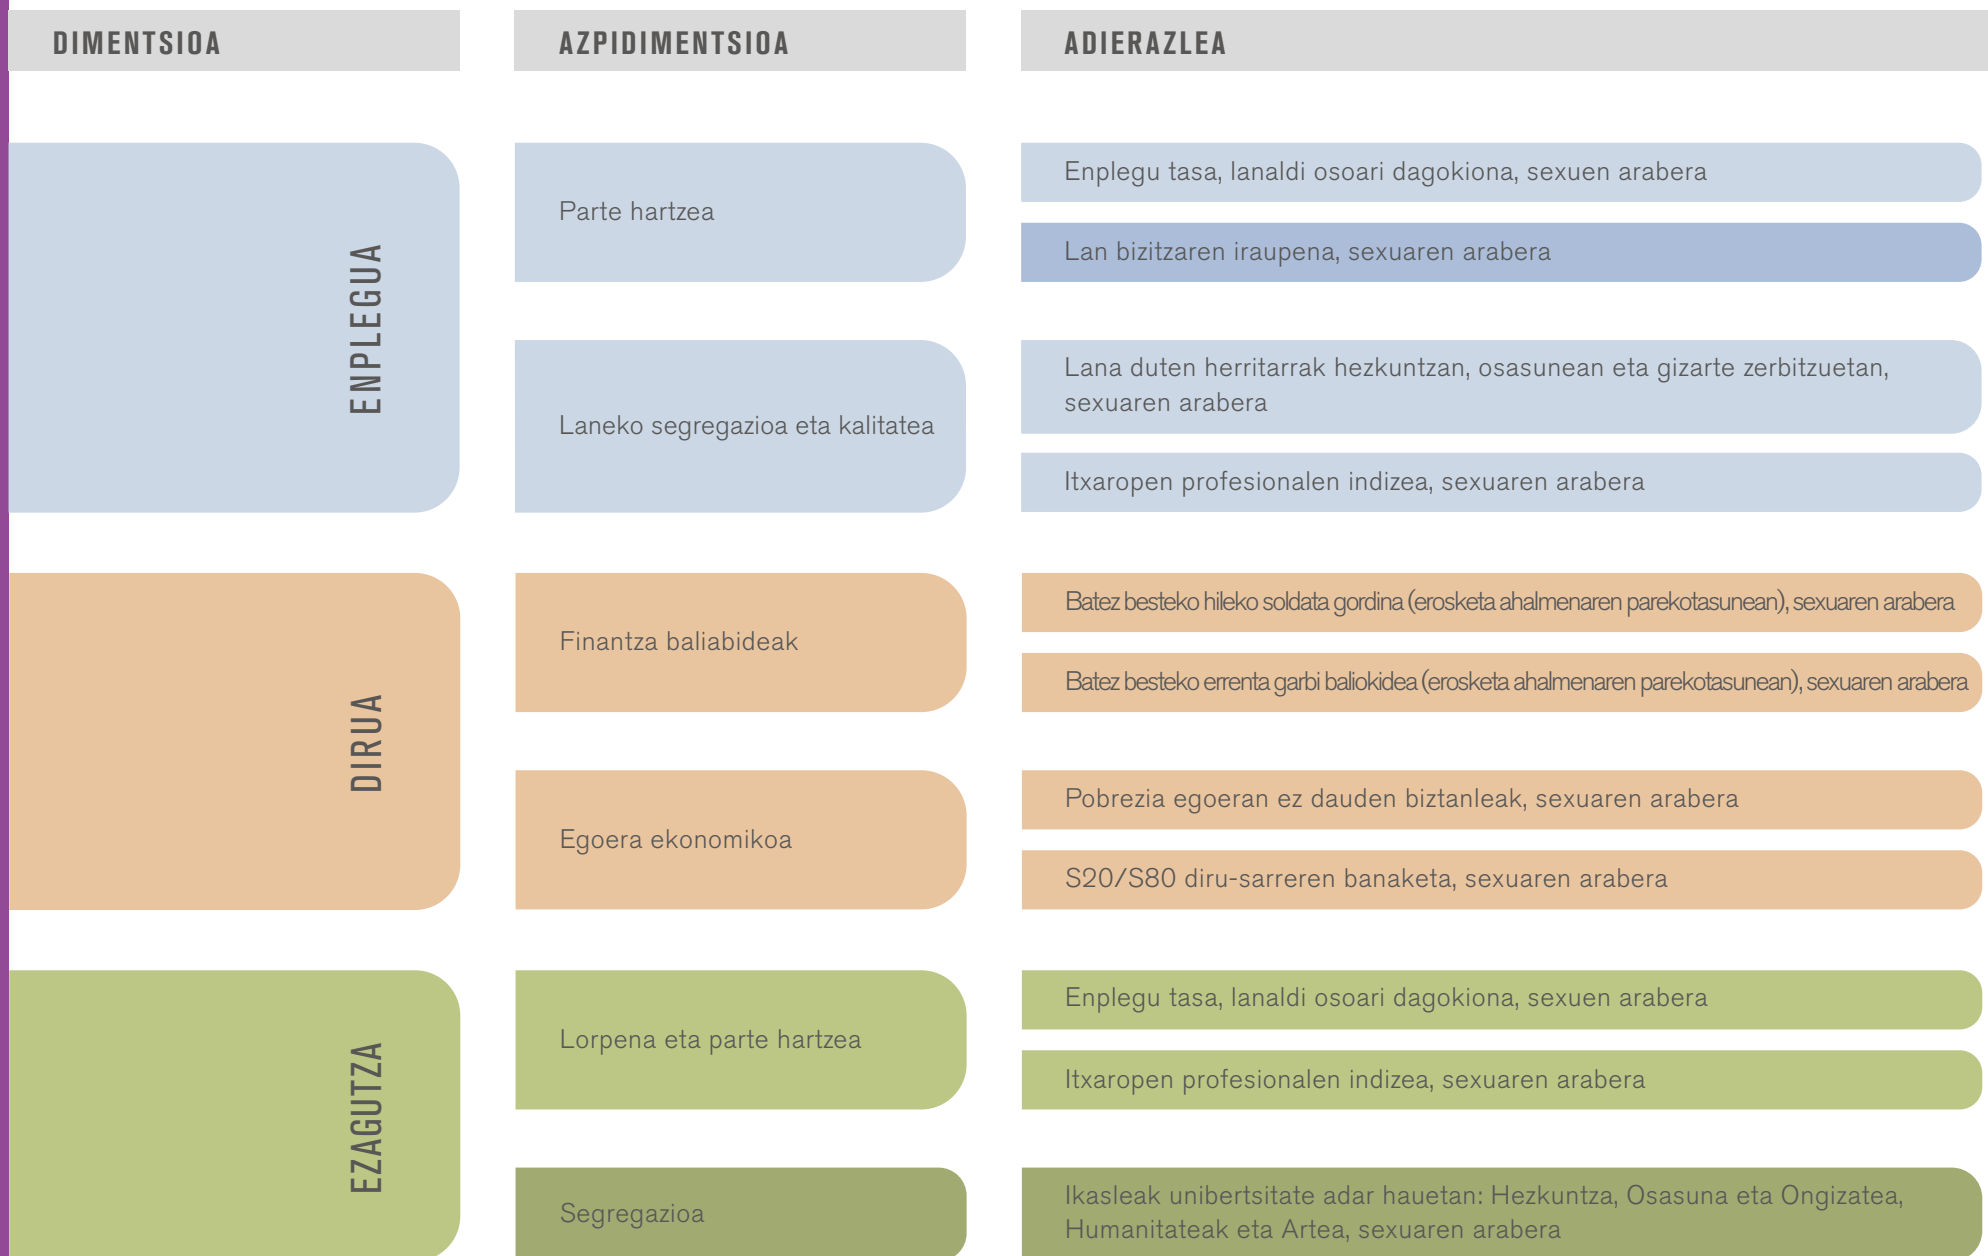 DIMENTSIOA
AZPIDIMENTSIOA
ADIERAZLEA
ENPLEGUA
Parte hartzea
Enplegu tasa, lanaldi osoari dagokiona, sexuen arabera
Lan bizitzaren iraupena, sexuaren arabera
Laneko segregazioa eta kalitatea
Lana duten herritarrak hezkuntzan, osasunean eta gizarte zerbitzuetan,
sexuaren arabera
Itxaropen profesionalen indizea, sexuaren arabera
DIRUA
Finantza baliabideak
Batez besteko hileko soldata gordina (erosketa ahalmenaren parekotasunean), sexuaren arabera
Batez besteko errenta garbi baliokidea (erosketa ahalmenaren parekotasunean), sexuaren arabera
Egoera ekonomikoa
Pobrezia egoeran ez dauden biztanleak, sexuaren arabera
S20/S80 diru-sarreren banaketa, sexuaren arabera
EZAGUTZA
Lorpena eta parte hartzea
Enplegu tasa, lanaldi osoari dagokiona, sexuen arabera
Itxaropen profesionalen indizea, sexuaren arabera
Segregazioa
Ikasleak unibertsitate adar hauetan: Hezkuntza, Osasuna eta Ongizatea,
Humanitateak eta Artea, sexuaren arabera